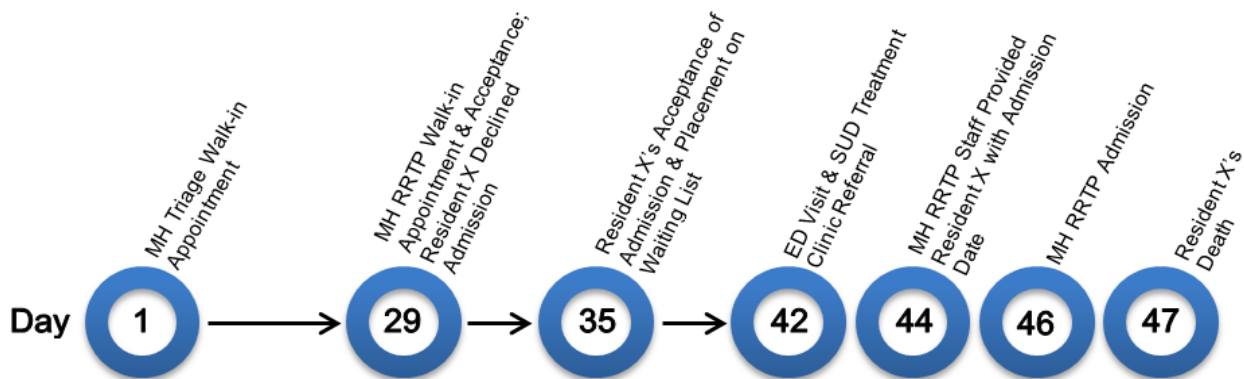 MH Triage Walk-in
Appointment
MH RRTP Walk-in
Appointment & Acceptance;
Resident X Declined
Admission
Resident X's Acceptance of
Admission & Placement on
Waiting List
ED Visit & SUD Treatment
Clinic Referral
MH RRTP Staff Provided
Resident X with Admission
Date
MH RRTP Admission
Resident X's
Death
Day 1 29 35 42 44 46 47